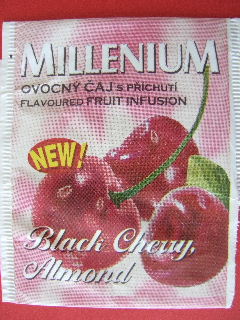 MILLENIUM
OVOCNÝ ČAJ S PŘÍCHUTÍ
FLAVOURED FRUIT INFUSION
NEW!
Black Cherry,
Almond